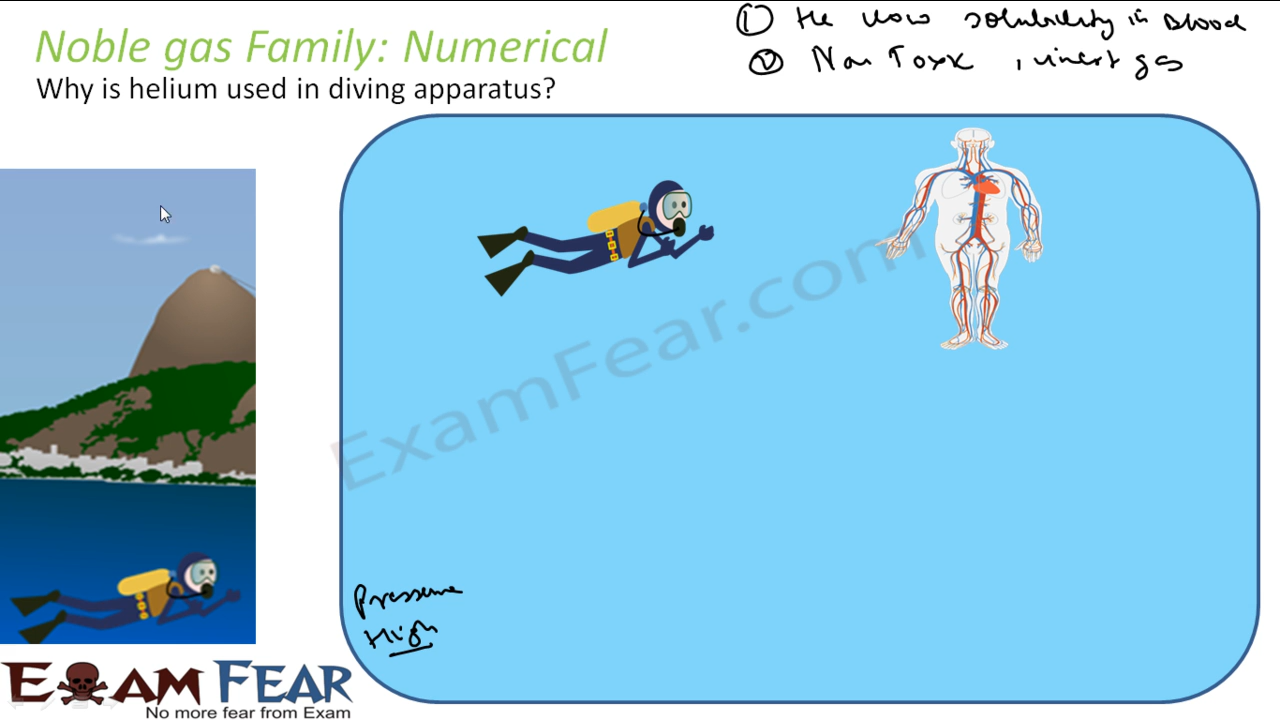 Noble gas Family: Numerical
① He low solubility in Blood
② Non Toxic, inert gas
Why is helium used in diving apparatus?
ExamFear.com
Pressure
High
EXAM FEAR
No more fear from Exam